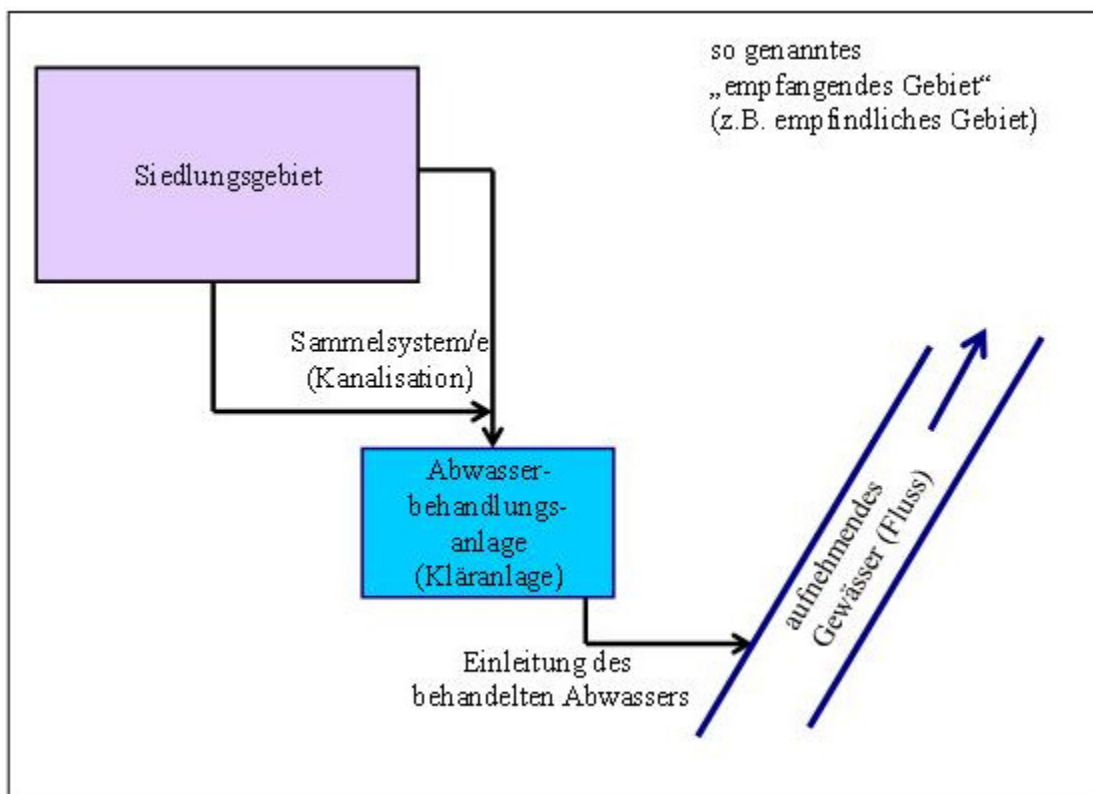 so genanntes
„empfangendes Gebiet“
(z.B. empfindliches Gebiet)
Siedlungsgebiet
Sammelsystem/e
(Kanalisation)
Abwasser-
behandlungs-
anlage
(Kläranlage)
Einleitung des
behandelten Abwassers
aufnehmendes
Gewässer (Fluss)